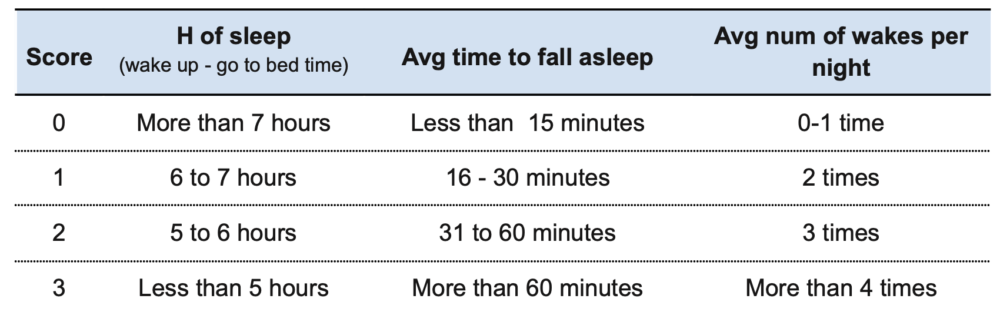 Score H of sleep Avg time to fall asleep Avg num of wakes per
(wake up - go to bed time) night
0 More than 7 hours Less than  15 minutes 0-1 time
1 6 to 7 hours 16 - 30 minutes 2 times
2 5 to 6 hours 31 to 60 minutes 3 times
3 Less than 5 hours More than 60 minutes More than 4 times